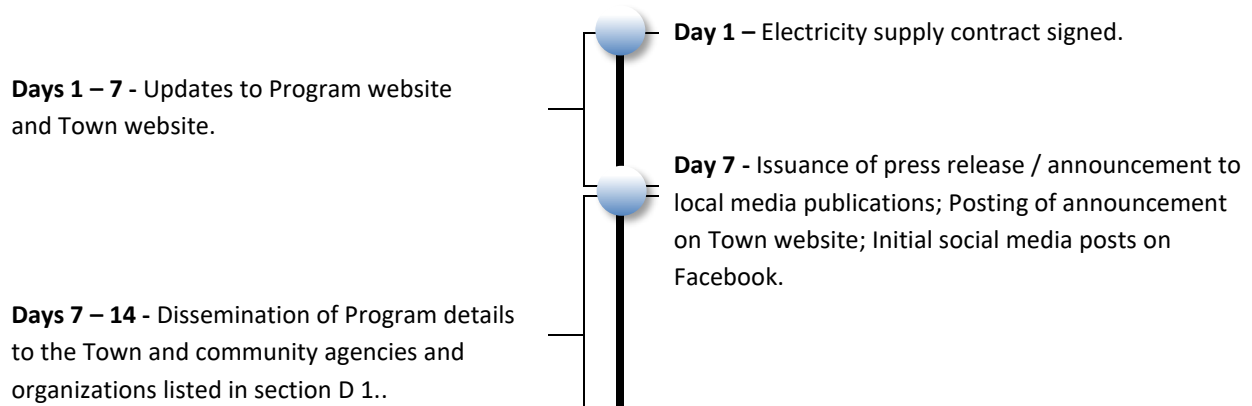 Day 1 – Electricity supply contract signed.
Days 1 – 7 - Updates to Program website
and Town website.
Day 7 - Issuance of press release / announcement to
local media publications; Posting of announcement
on Town website; Initial social media posts on
Facebook.
Days 7 – 14 - Dissemination of Program details
to the Town and community agencies and
organizations listed in section D 1..